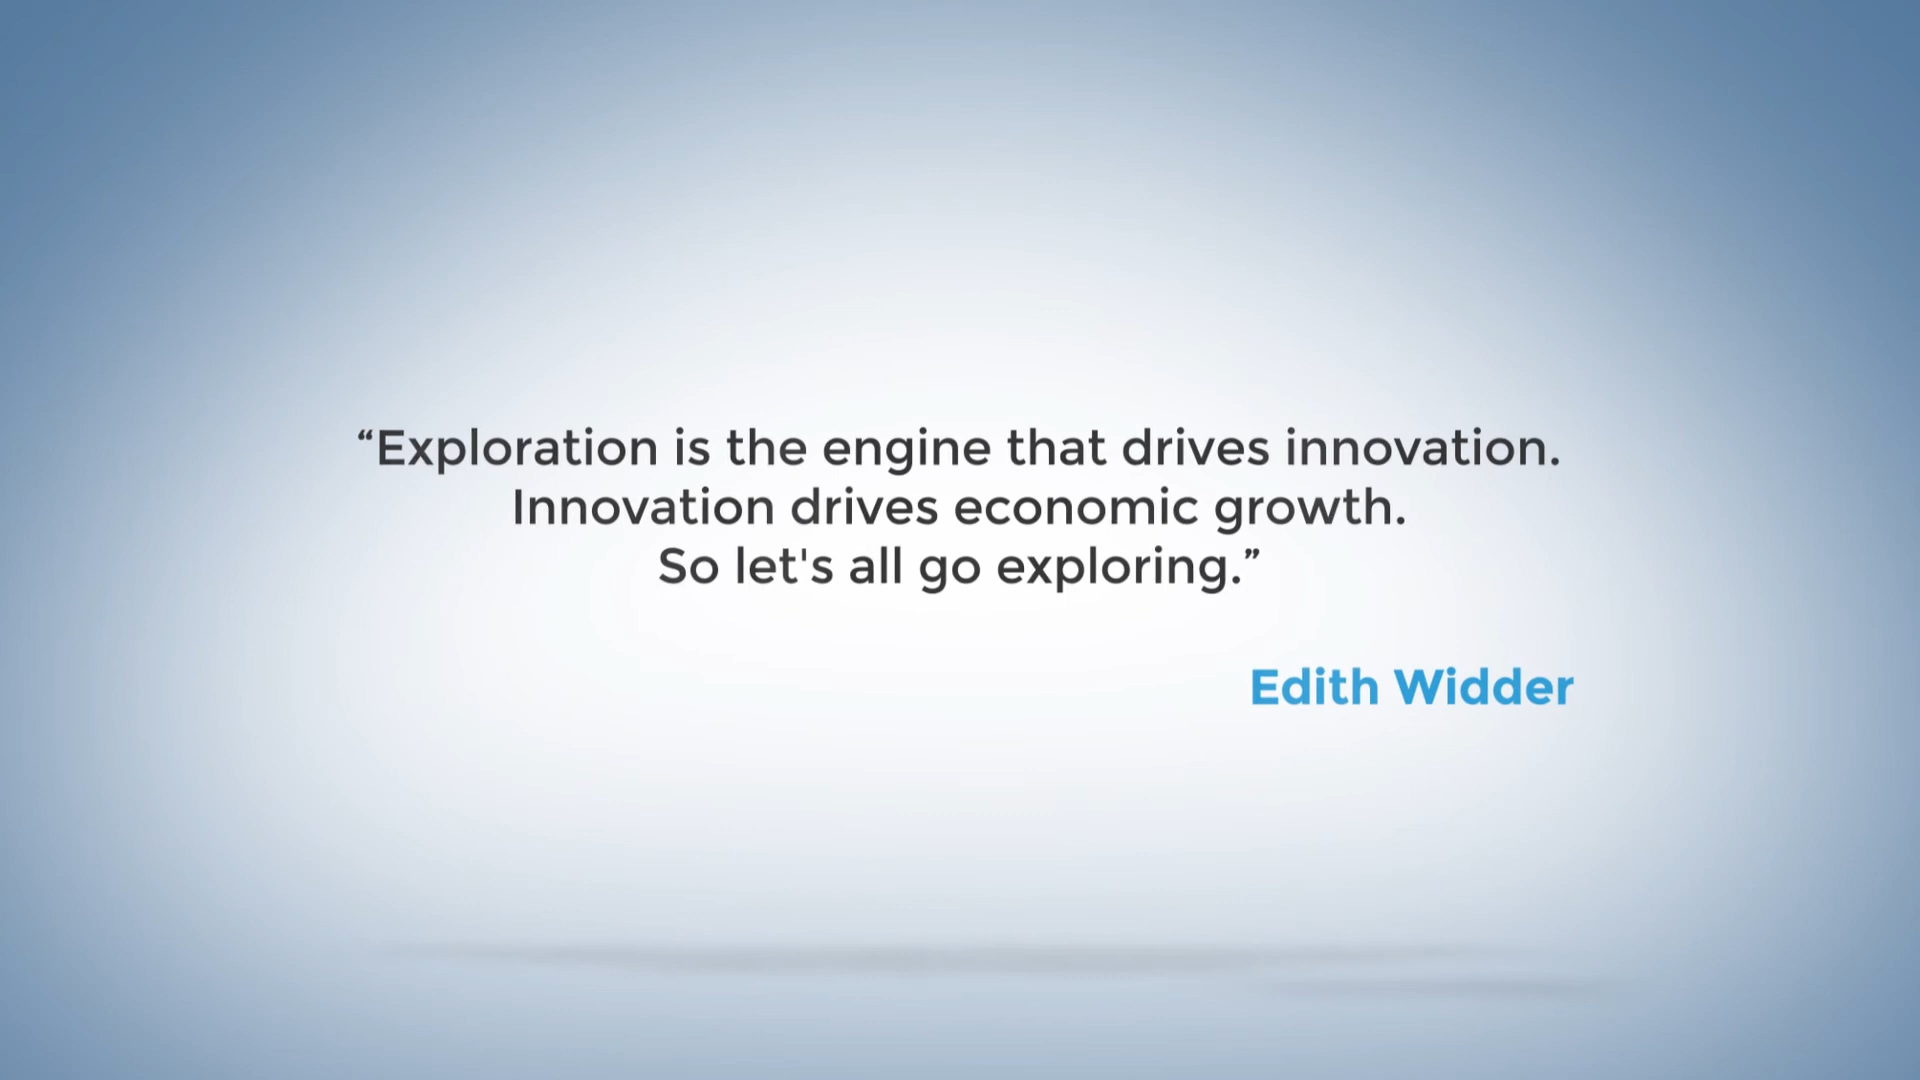 “Exploration is the engine that drives innovation.
Innovation drives economic growth.
So let's all go exploring.”
Edith Widder